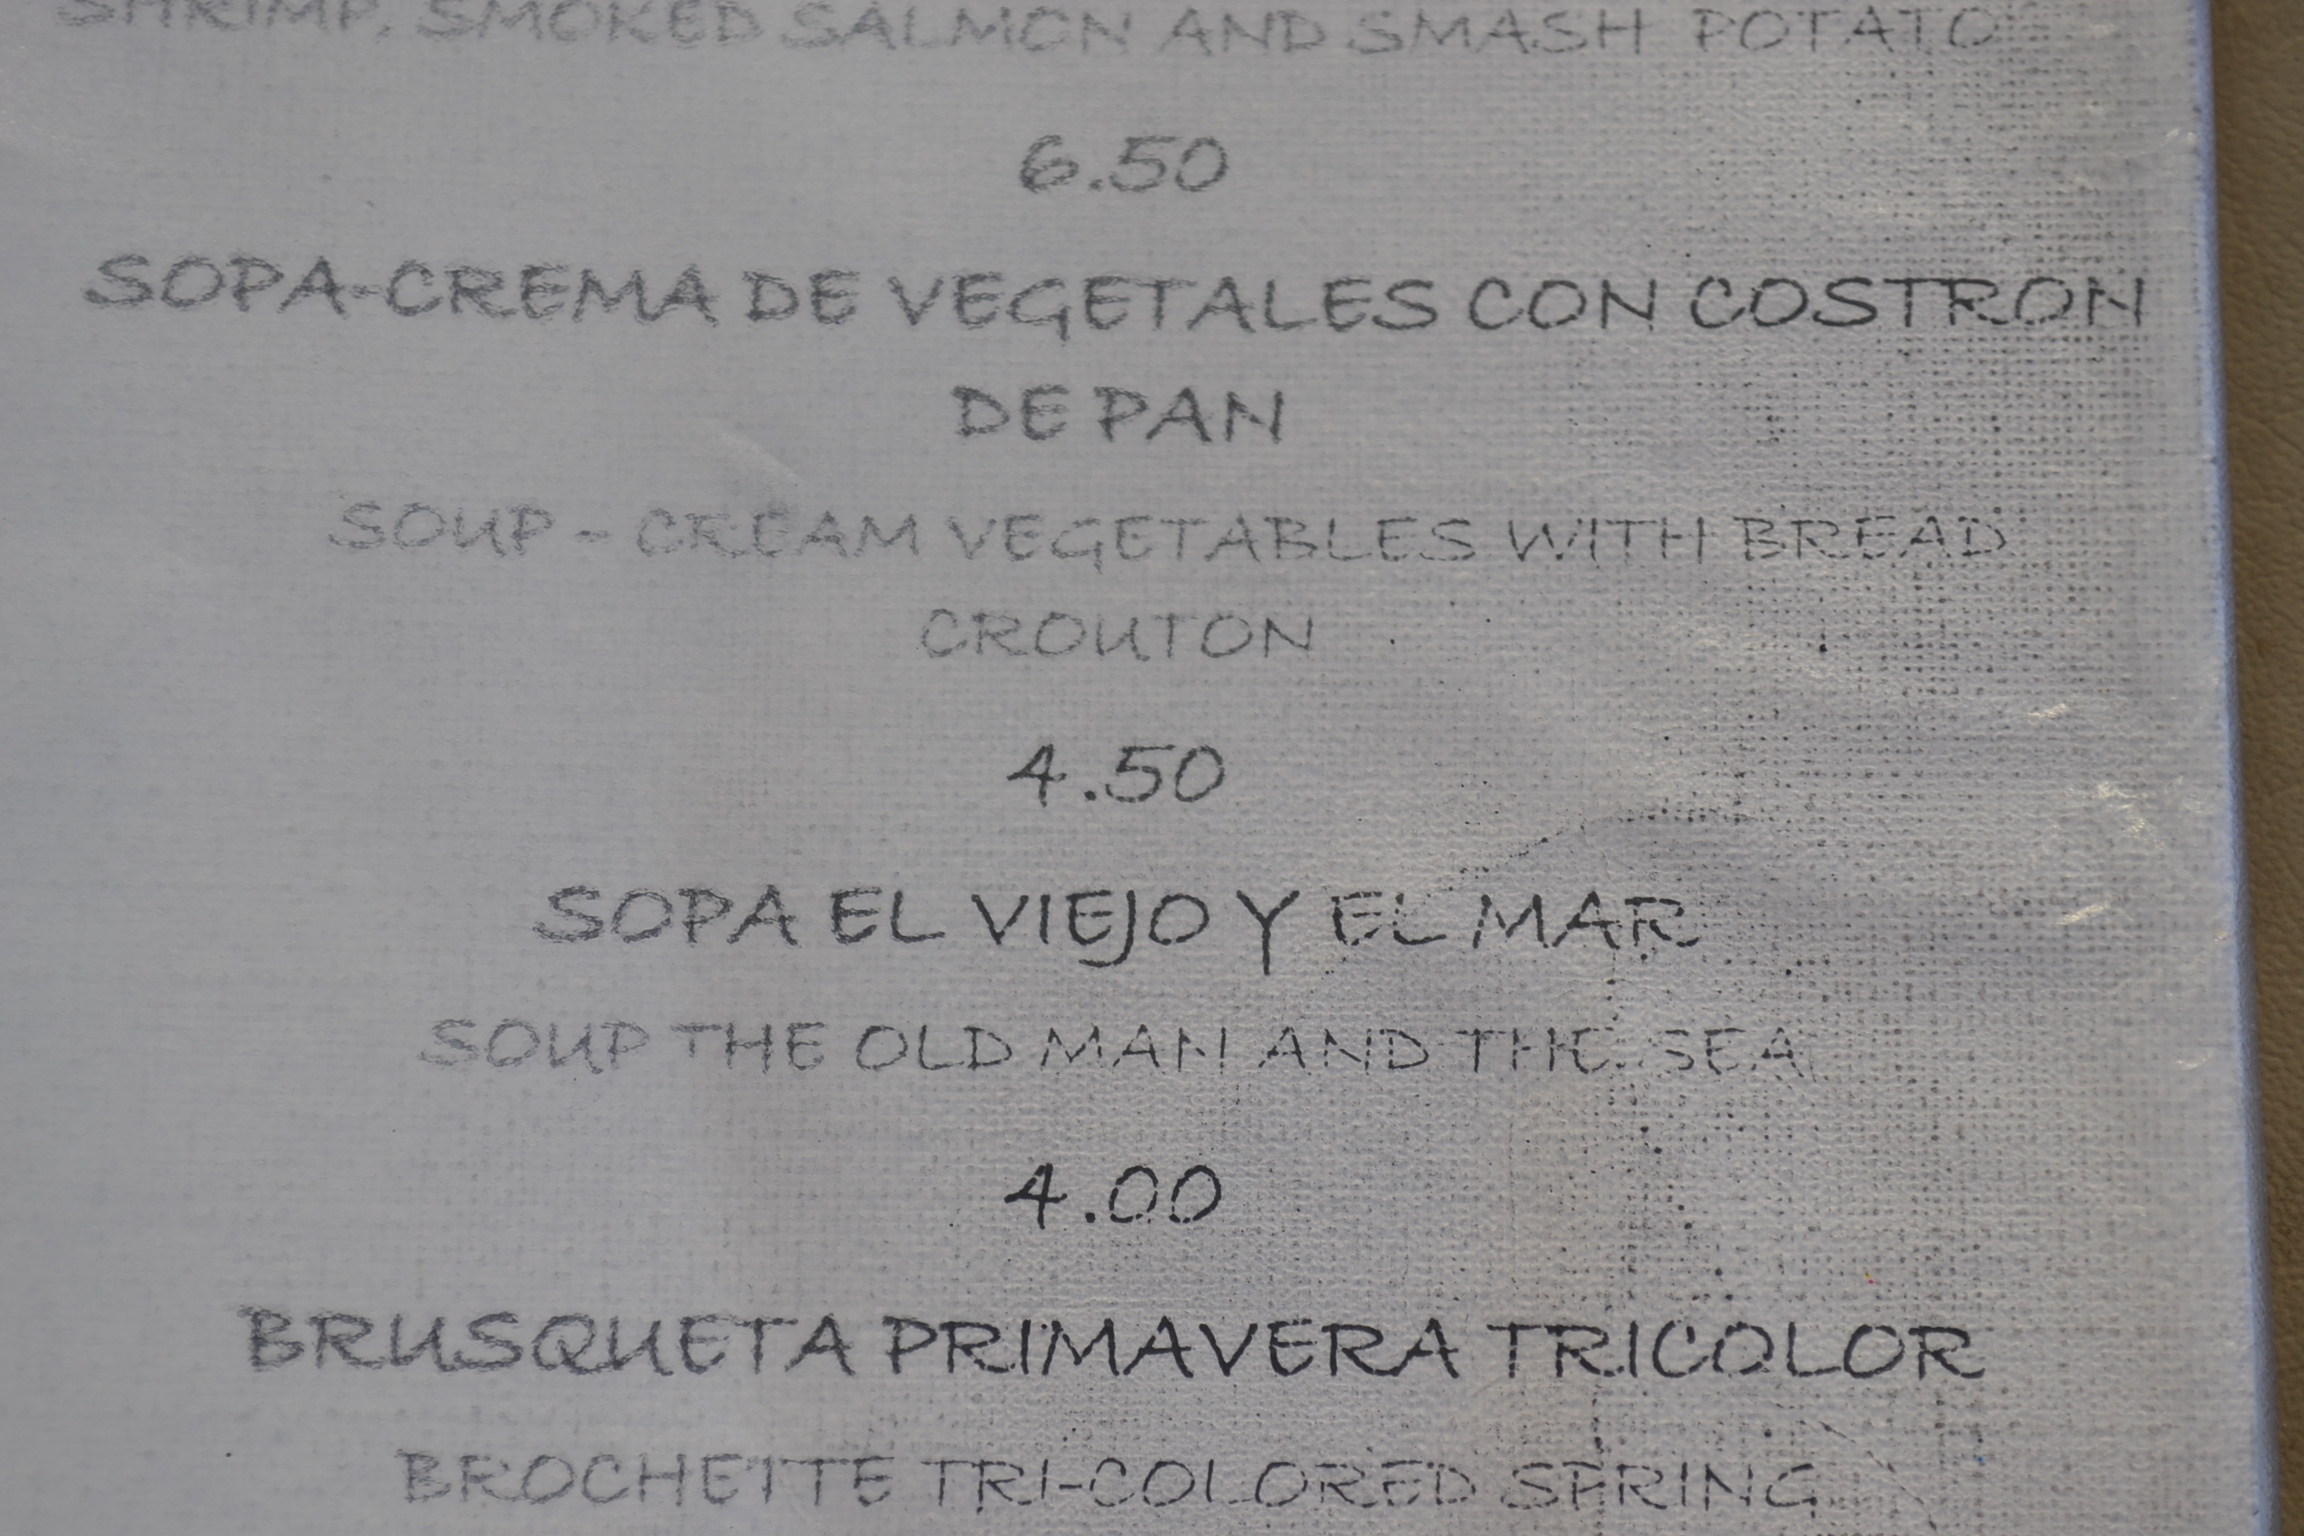 SHRIMP, SMOKED SALMON AND SMASH POTATO
6.50
SOPA-CREMA DE VEGETALES CON COSTRON
DE PAN
SOUP - CREAM VEGETABLES WITH BREAD
CROUTON
4.50
SOPA EL VIEJO Y EL MAR
SOUP THE OLD MAN AND THE SEA
4.00
BRUSQUETA PRIMAVERA TRICOLOR
BROCHETTE TRI-COLORED SPRING